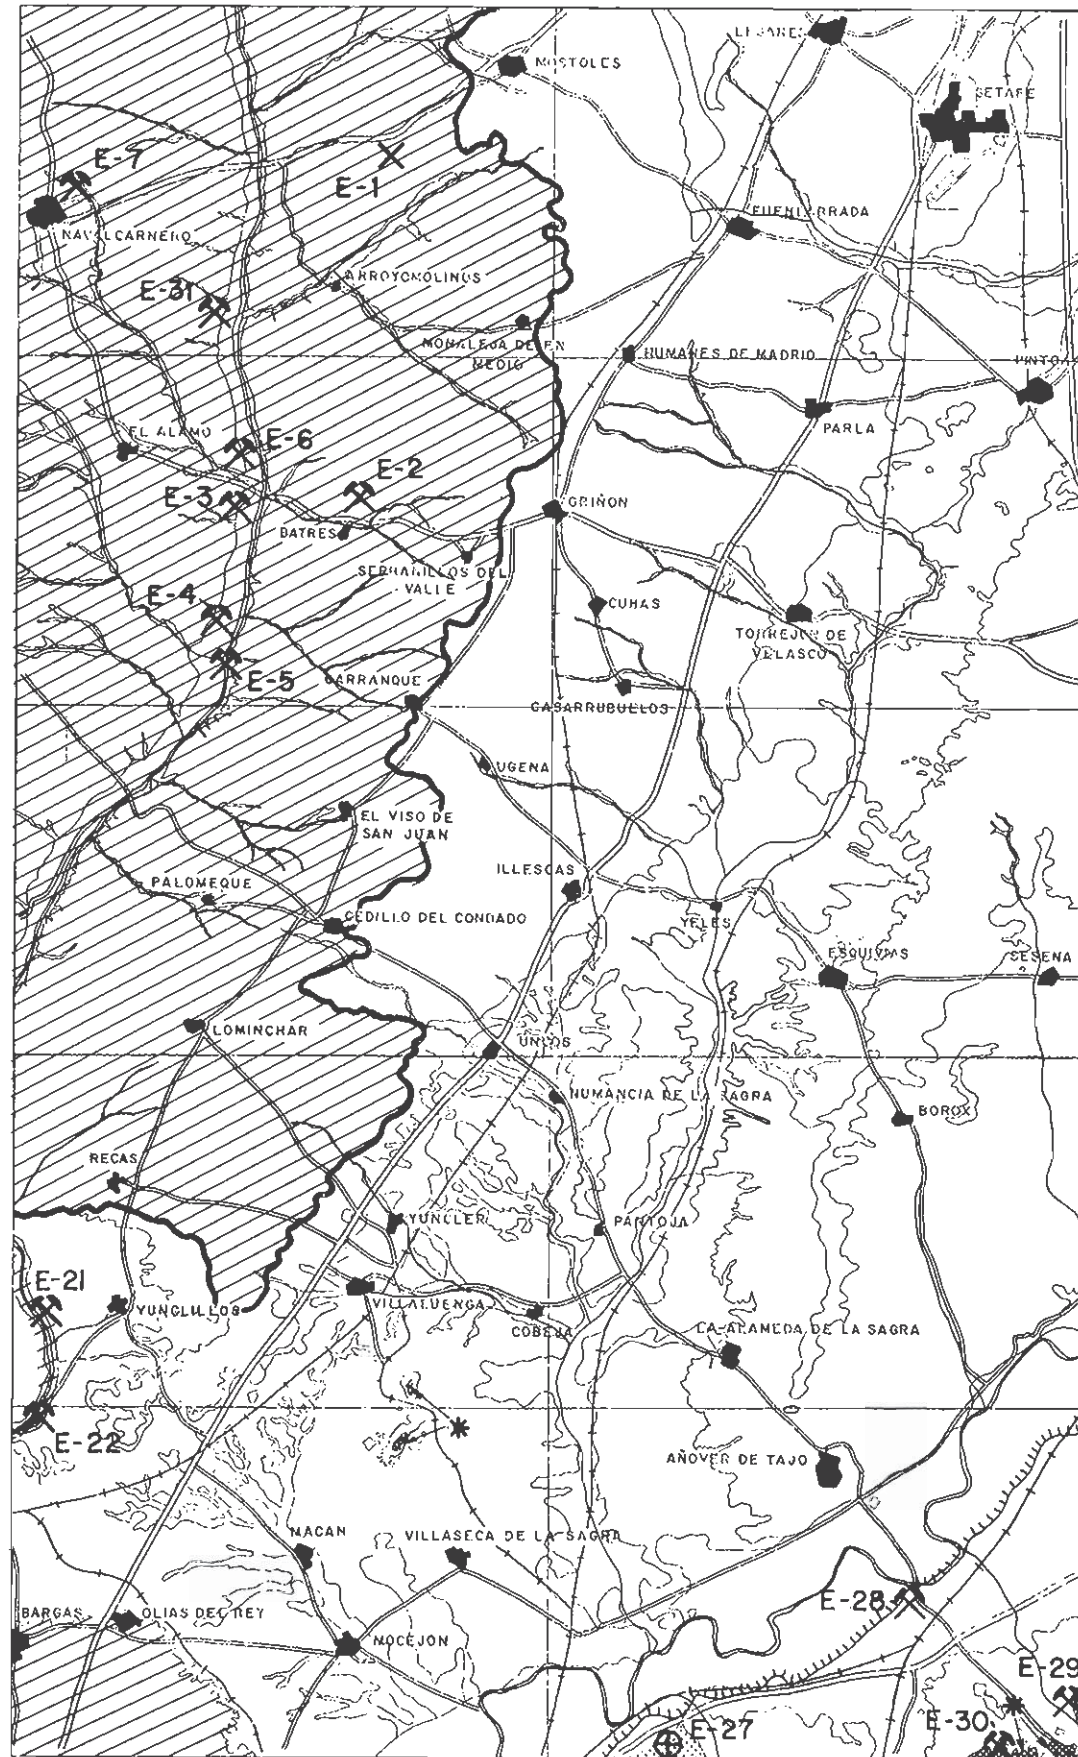 MOSTOLES
GETAFE
E-7
E-1
NAVALCARNERO
FUENLABRADA
ARROYOMOLINOS
E-31
MORALEJA DE EN
MEDIO
HUMANES DE MADRID
PINTO
PARLA
EL ALAMO
E-6
E-2
E-3
GRIÑON
BATRES
SERRANILLOS DEL
VALLE
E-4
CUBAS
TORREJON DE
VELASCO
E-5
CARRANQUE
CASARRUBUELOS
UGENA
EL VISO DE
SAN JUAN
ILLESCAS
PALOMEQUE
CEDILLO DEL CONDADO
YELES
ESQUIVIAS
SESENA
LOMINCHAR
UNCOS
NUMANCIA DE LA SAGRA
BOROX
RECAS
YUNCLER
PANTOJA
E-21
YUNCLILLOS
VILLALUENGA
COBEJA
LA ALAMEDA DE LA SAGRA
E-22
AÑOVER DE TAJO
MAGAN
VILLASECA DE LA SAGRA
E-28
BARGAS
OLIAS DEL REY
MOCEJON
E-29
E-27
E-30